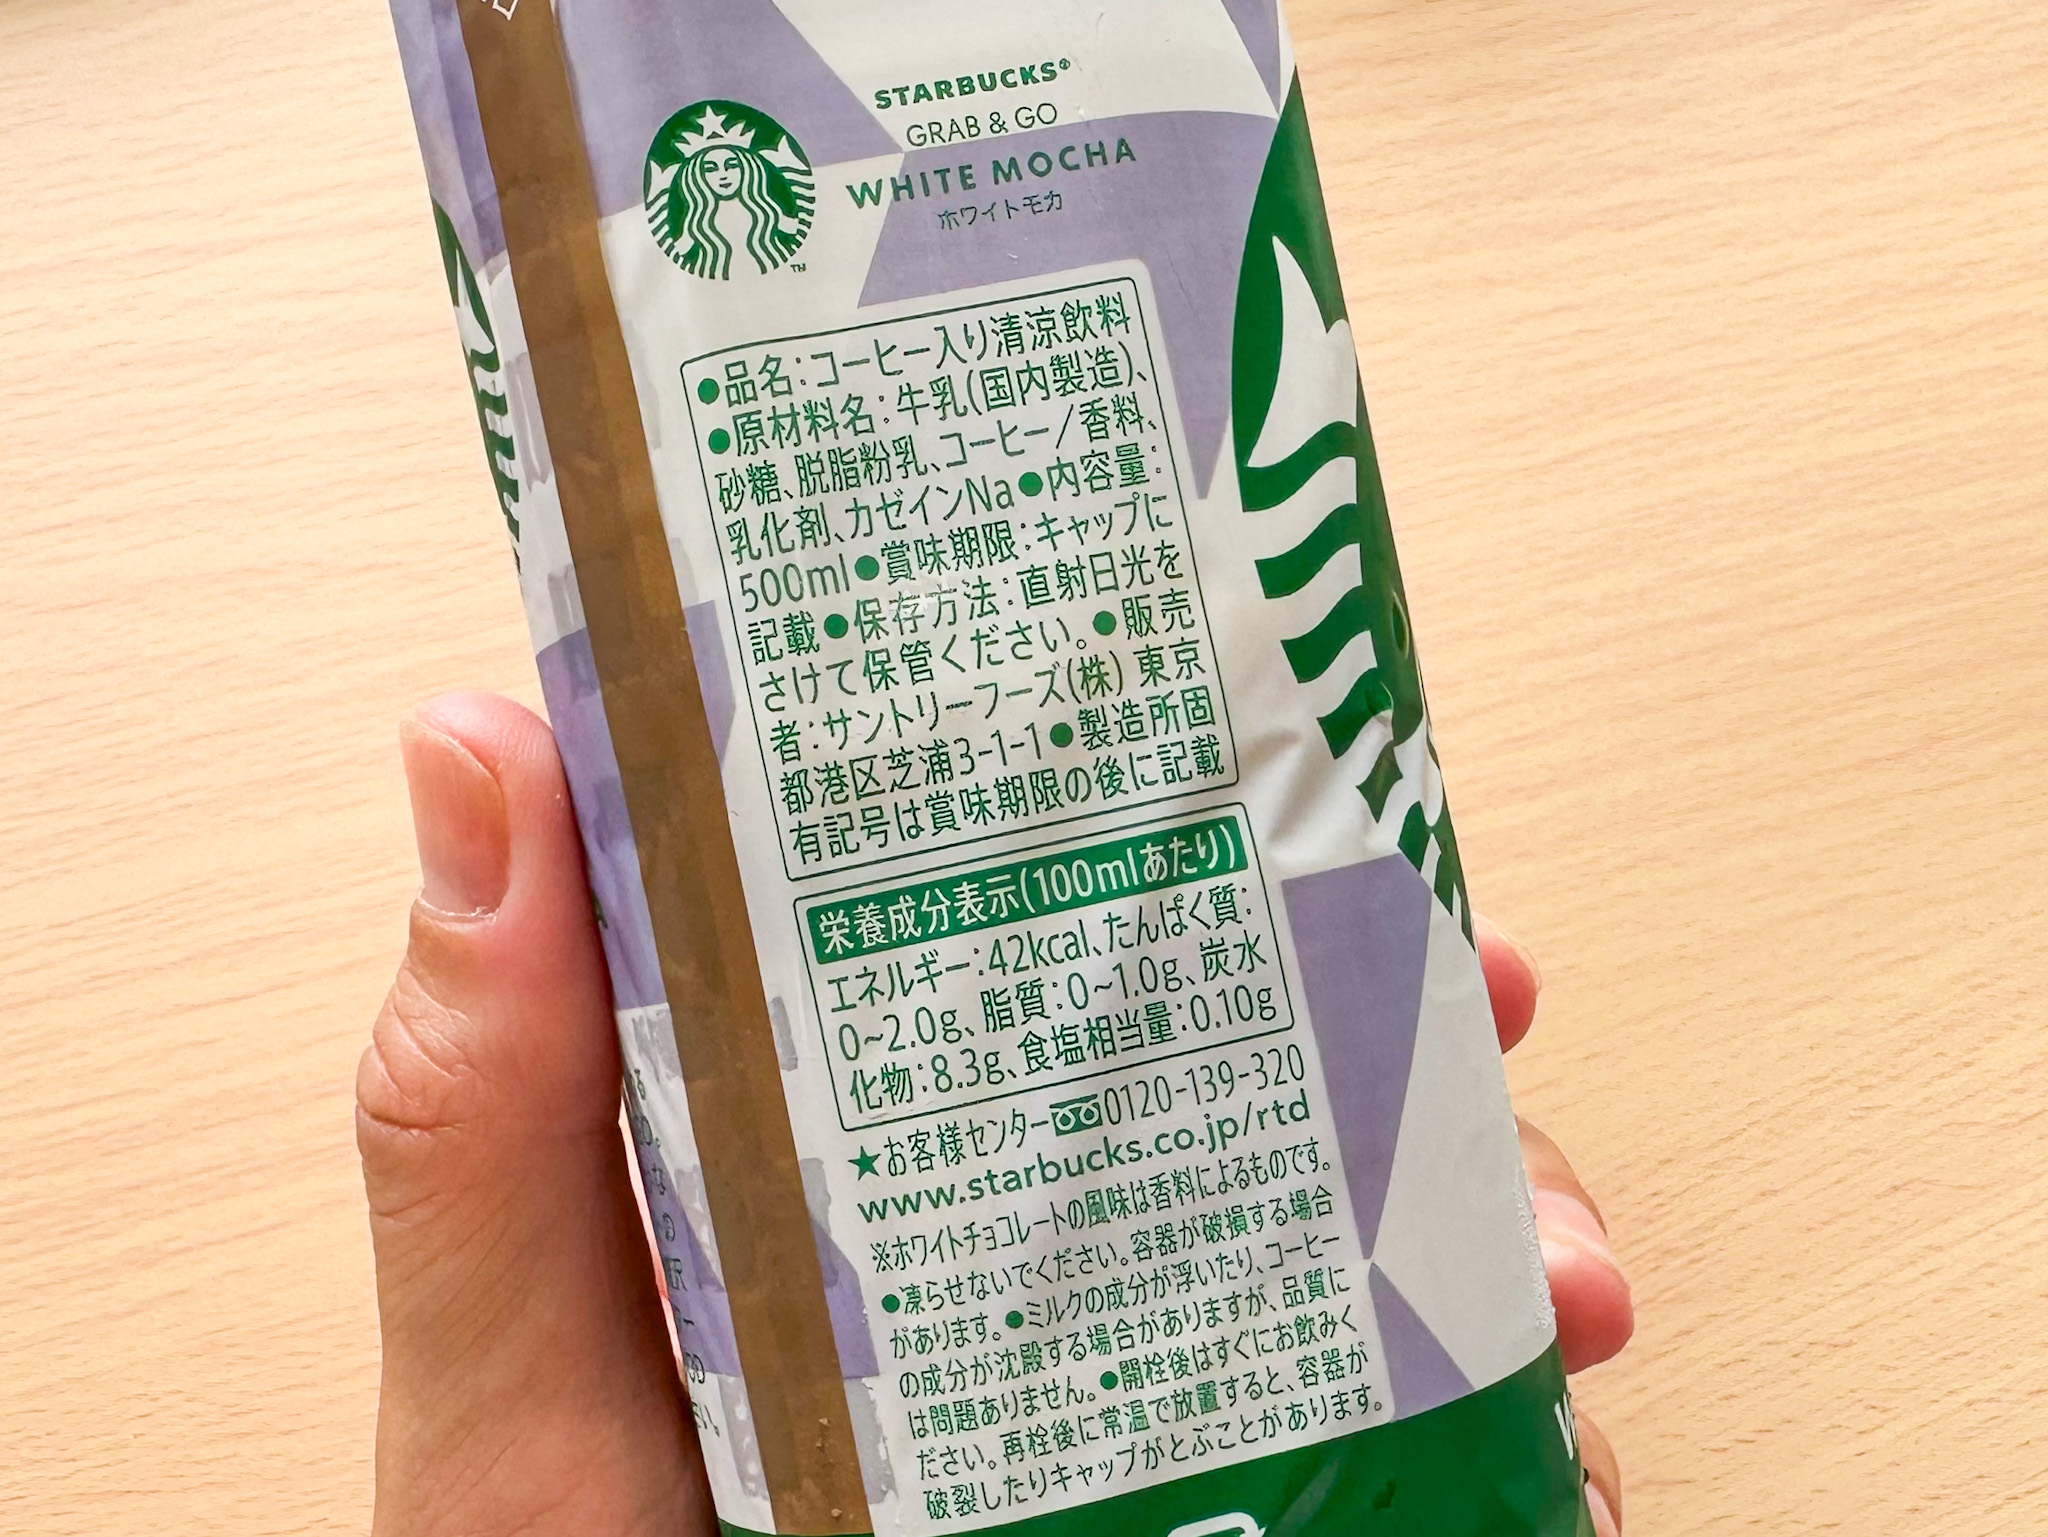 STARBUCKS®
GRAB & GO
WHITE MOCHA
ホワイトモカ
TM
●品名:コーヒー入り清涼飲料
●原材料名:牛乳(国内製造)、
砂糖、脱脂粉乳、コーヒー/香料、
乳化剤、カゼインNa●内容量:
500ml●賞味期限:キャップに
記載●保存方法:直射日光を
さけて保管ください。●販売
者:サントリーフーズ(株) 東京
都港区芝浦3-1-1●製造所固
有記号は賞味期限の後に記載
栄養成分表示(100mlあたり)
エネルギー:42kcal、たんぱく質:
0~2.0g、脂質:0~1.0g、炭水
化物:8.3g、食塩相当量:0.10g
★お客様センター 0120-139-320
www.starbucks.co.jp/rtd
※ホワイトチョコレートの風味は香料によるものです。
●凍らせないでください。容器が破損する場合
があります。●ミルクの成分が浮いたり、コーヒー
の成分が沈殿する場合がありますが、品質に
は問題ありません。●開栓後はすぐにお飲みく
ださい。再栓後に常温で放置すると、容器が
破裂したりキャップがとぶことがあります。